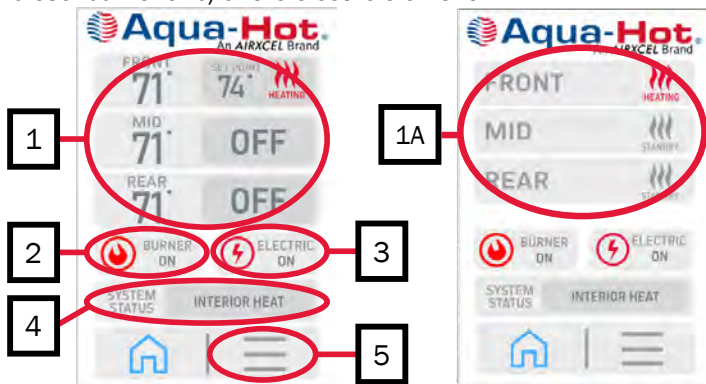 Aqua-Hot.
An AIRXCEL Brand
FRONT
71°
SETPOINT
74°
HEATING
MID
71°
OFF
REAR
71°
OFF
BURNER
ON
ELECTRIC
ON
SYSTEM
STATUS
INTERIOR HEAT
1
2
3
4
5
Aqua-Hot.
An AIRXCEL Brand
FRONT
HEATING
MID
STANDBY
REAR
STANDBY
BURNER
ON
ELECTRIC
ON
SYSTEM
STATUS
INTERIOR HEAT
1A